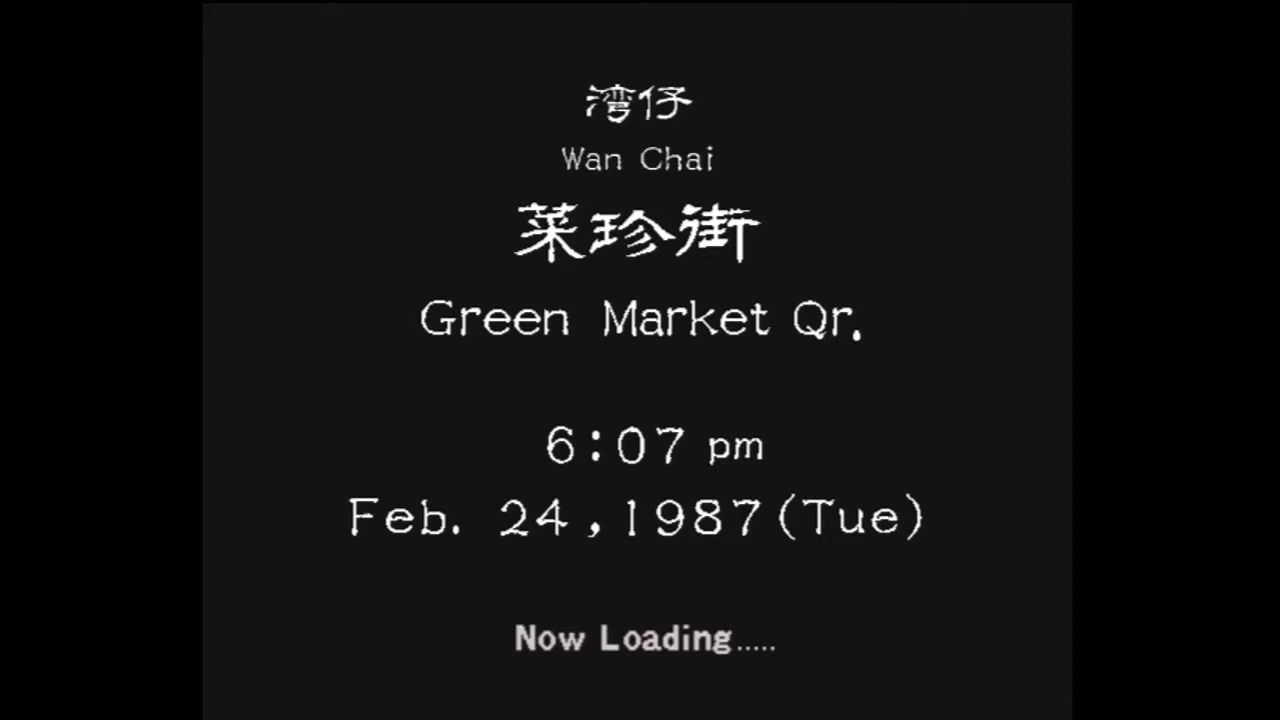 湾仔
Wan Chai
菜珍街
Green Market Qr.
6:07 pm
Feb. 24,1987(Tue)
Now Loading.....